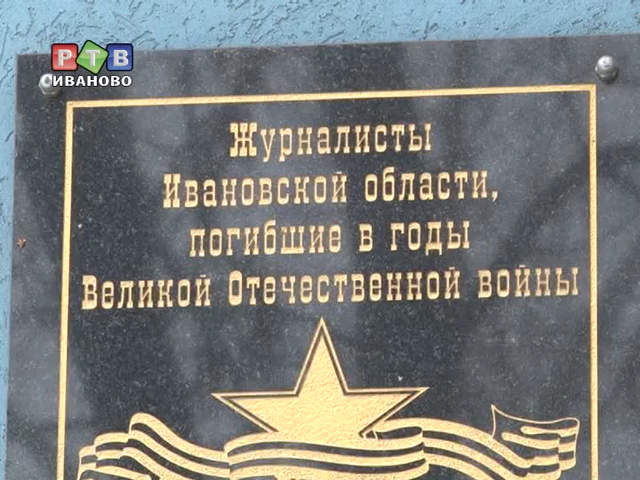 РТВ
ИВАНОВО
Журналисты
Ивановской области,
погибшие в годы
Великой Отечественной войны